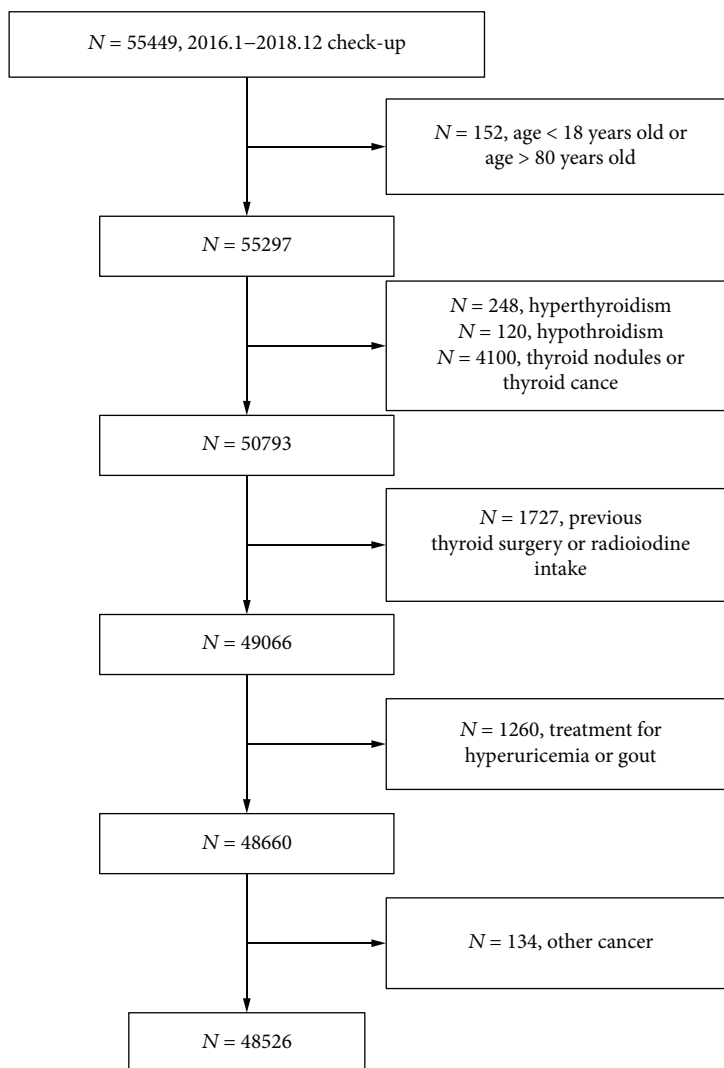 N = 55449, 2016.1–2018.12 check-up
N = 152, age < 18 years old or
age > 80 years old
N = 55297
N = 248, hyperthyroidism
N = 120, hypothroidism
N = 4100, thyroid nodules or
thyroid cance
N = 50793
N = 1727, previous
thyroid surgery or radioiodine
intake
N = 49066
N = 1260, treatment for
hyperuricemia or gout
N = 48660
N = 134, other cancer
N = 48526